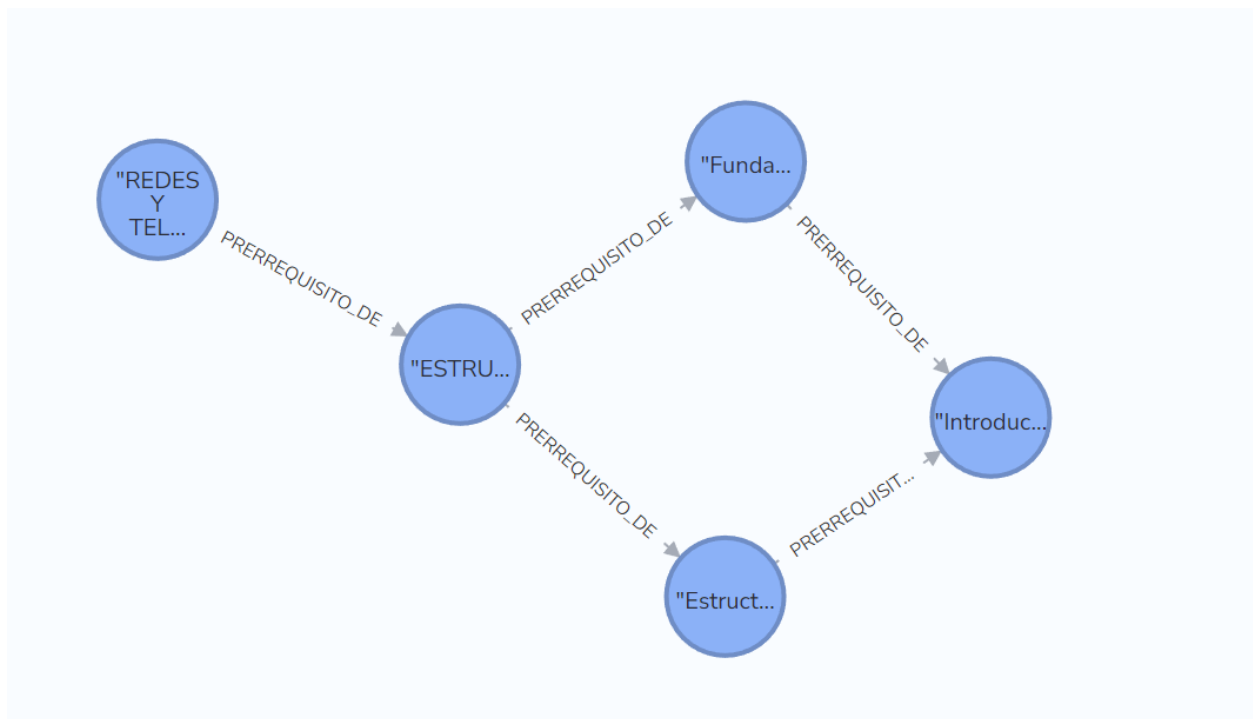 "REDES
Y
TEL...
PRERREQUISITO_DE
"ESTRU...
PRERREQUISITO_DE
"Funda...
PRERREQUISITO_DE
"Introduc...
PRERREQUISITO_DE
"Estruct...
PRERREQUISIT...